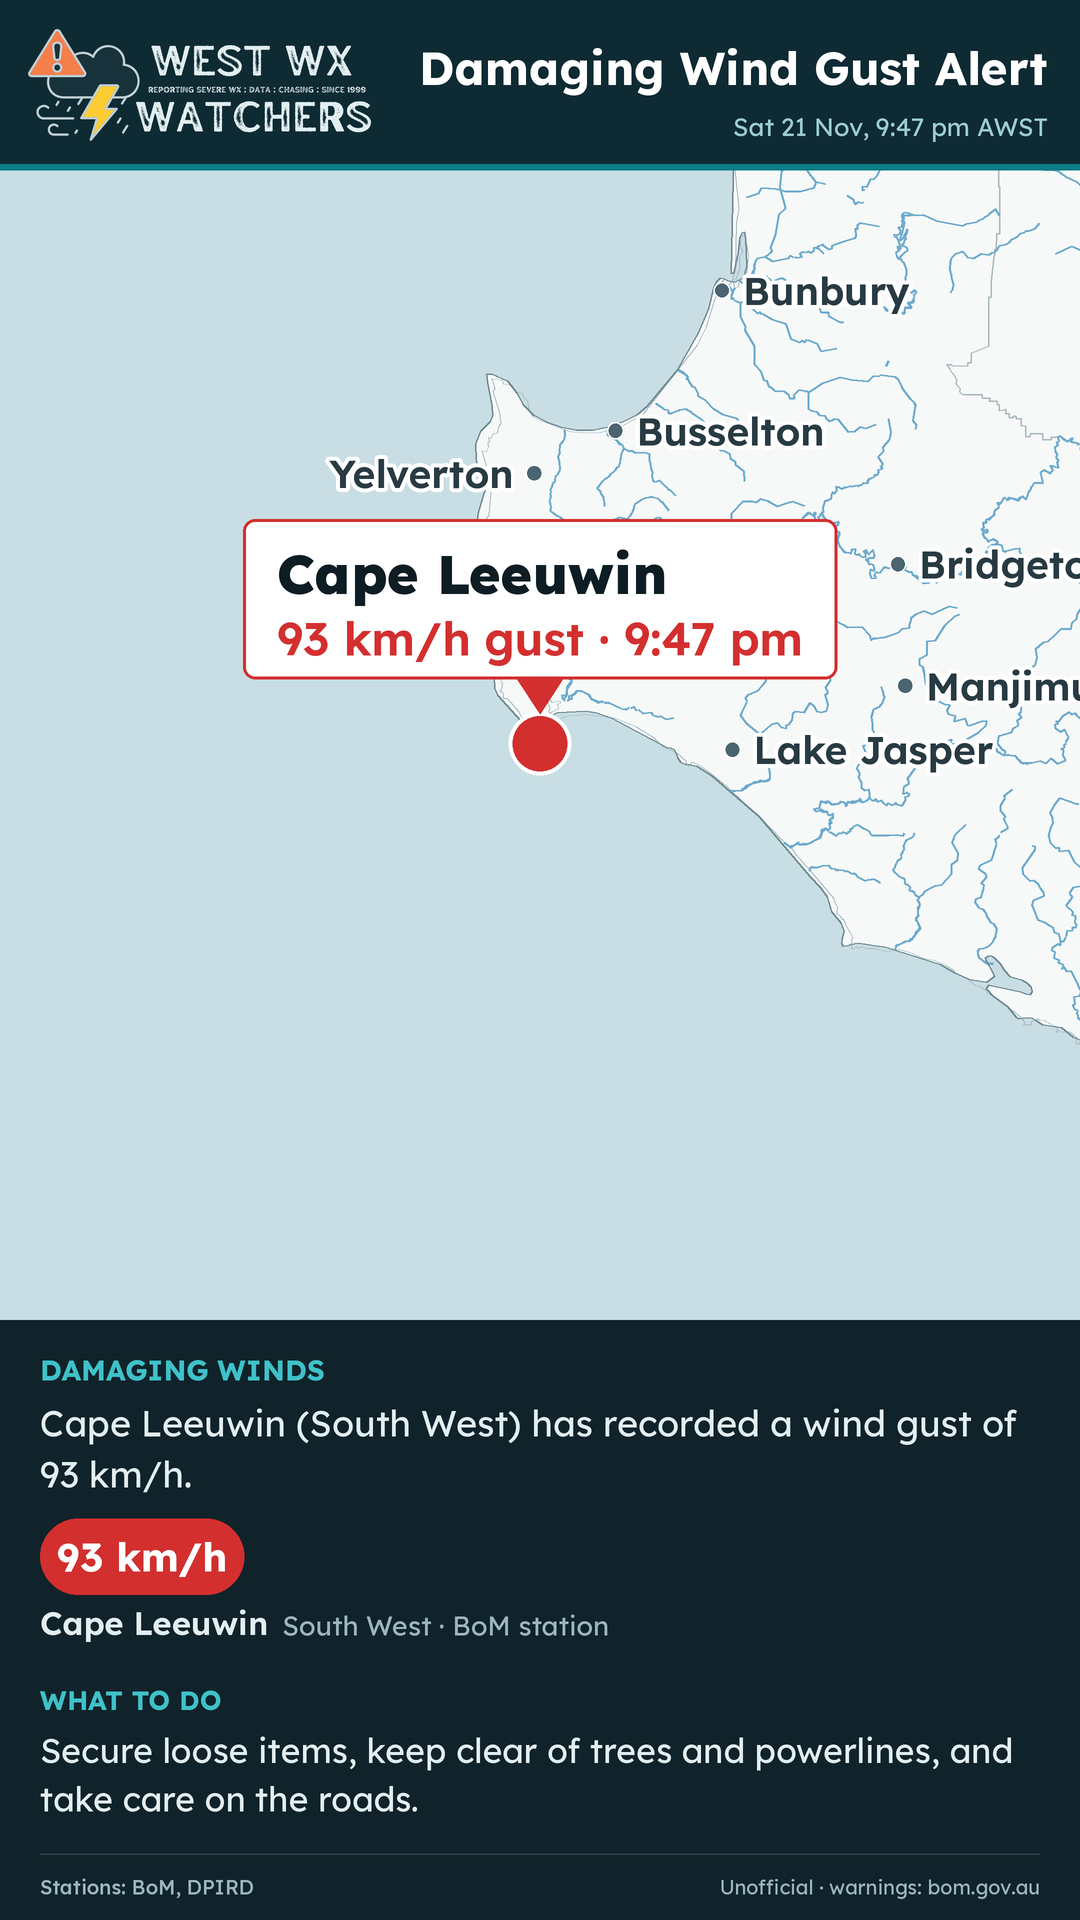 WEST WX
REPORTING SEVERE WX : DATA : CHASING : SINCE 1999
WATCHERS
Damaging Wind Gust Alert
Sat 21 Nov, 9:47 pm AWST
Bunbury
Busselton
Yelverton
Cape Leeuwin
93 km/h gust · 9:47 pm
Bridgeto
Manjimu
Lake Jasper
DAMAGING WINDS
Cape Leeuwin (South West) has recorded a wind gust of
93 km/h.
93 km/h
Cape Leeuwin South West · BoM station
WHAT TO DO
Secure loose items, keep clear of trees and powerlines, and
take care on the roads.
Stations: BoM, DPIRD
Unofficial · warnings: bom.gov.au